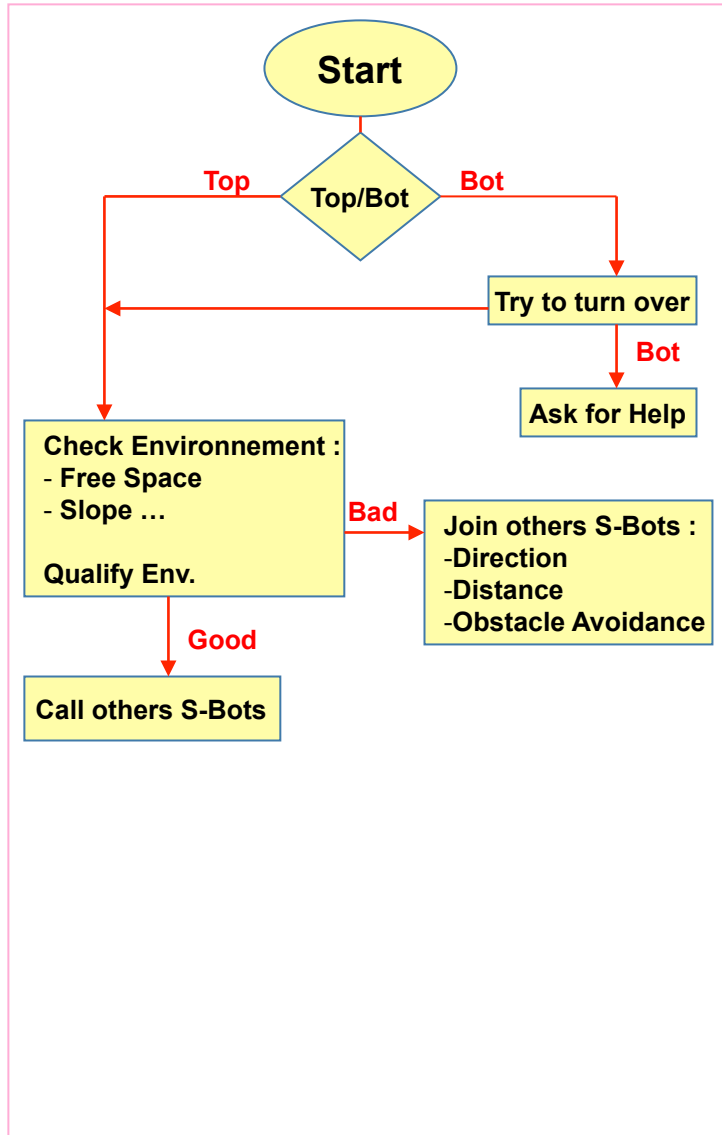 Start
Top
Top/Bot
Bot
Try to turn over
Bot
Ask for Help
Check Environnement :
- Free Space
- Slope …
Qualify Env.
Bad
Join others S-Bots :
-Direction
-Distance
-Obstacle Avoidance
Good
Call others S-Bots